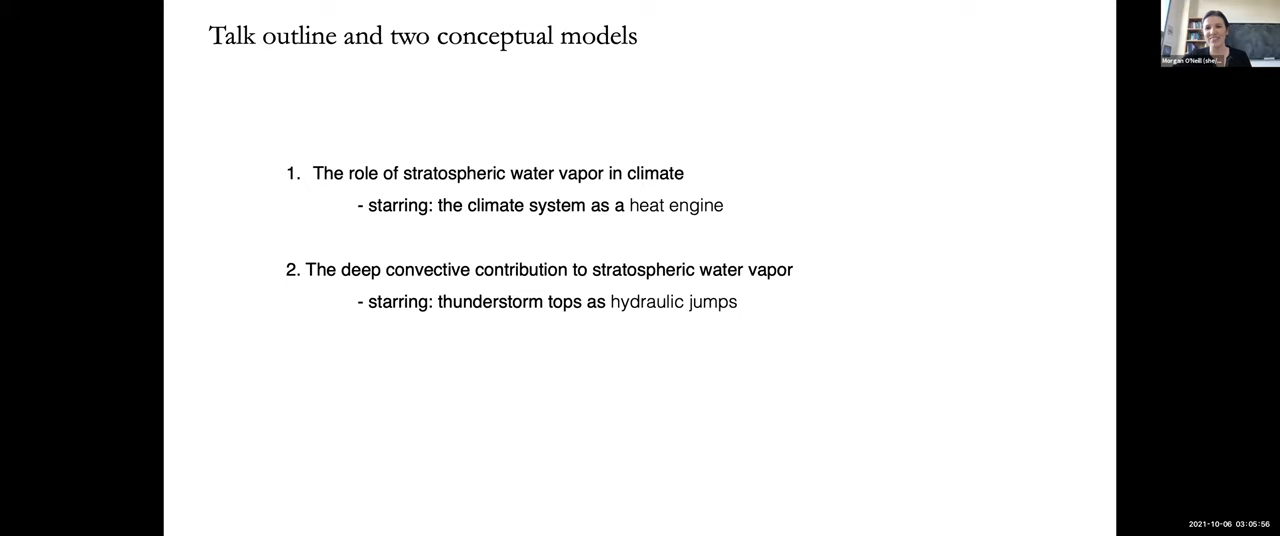 Talk outline and two conceptual models
1. The role of stratospheric water vapor in climate
- starring: the climate system as a heat engine
2. The deep convective contribution to stratospheric water vapor
- starring: thunderstorm tops as hydraulic jumps
Morgan O'Neill (she/...
2021-10-06 03:05:56